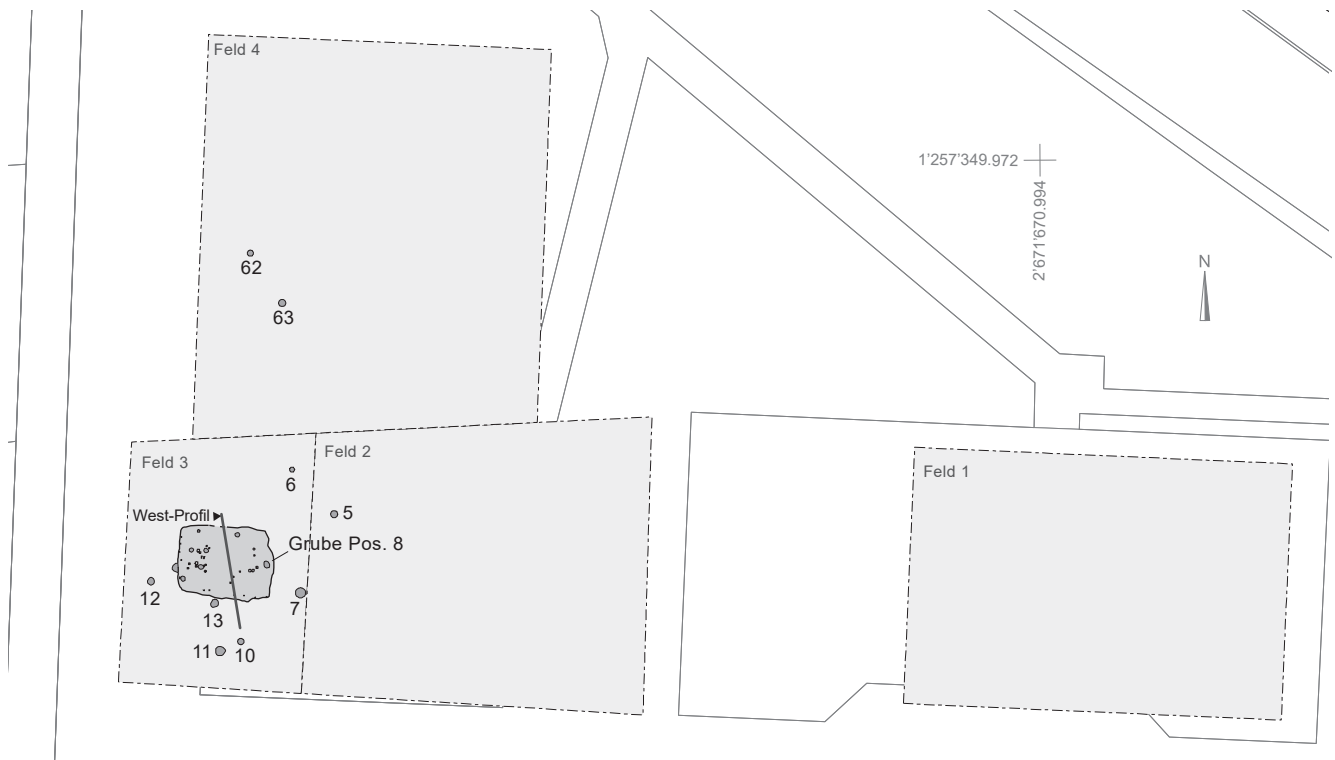 Feld 4
1'257'349.972
2'671'670.994
N
62
63
Feld 3
Feld 2
Feld 1
6
5
West-Profil
Grube Pos. 8
12
13
7
11
10